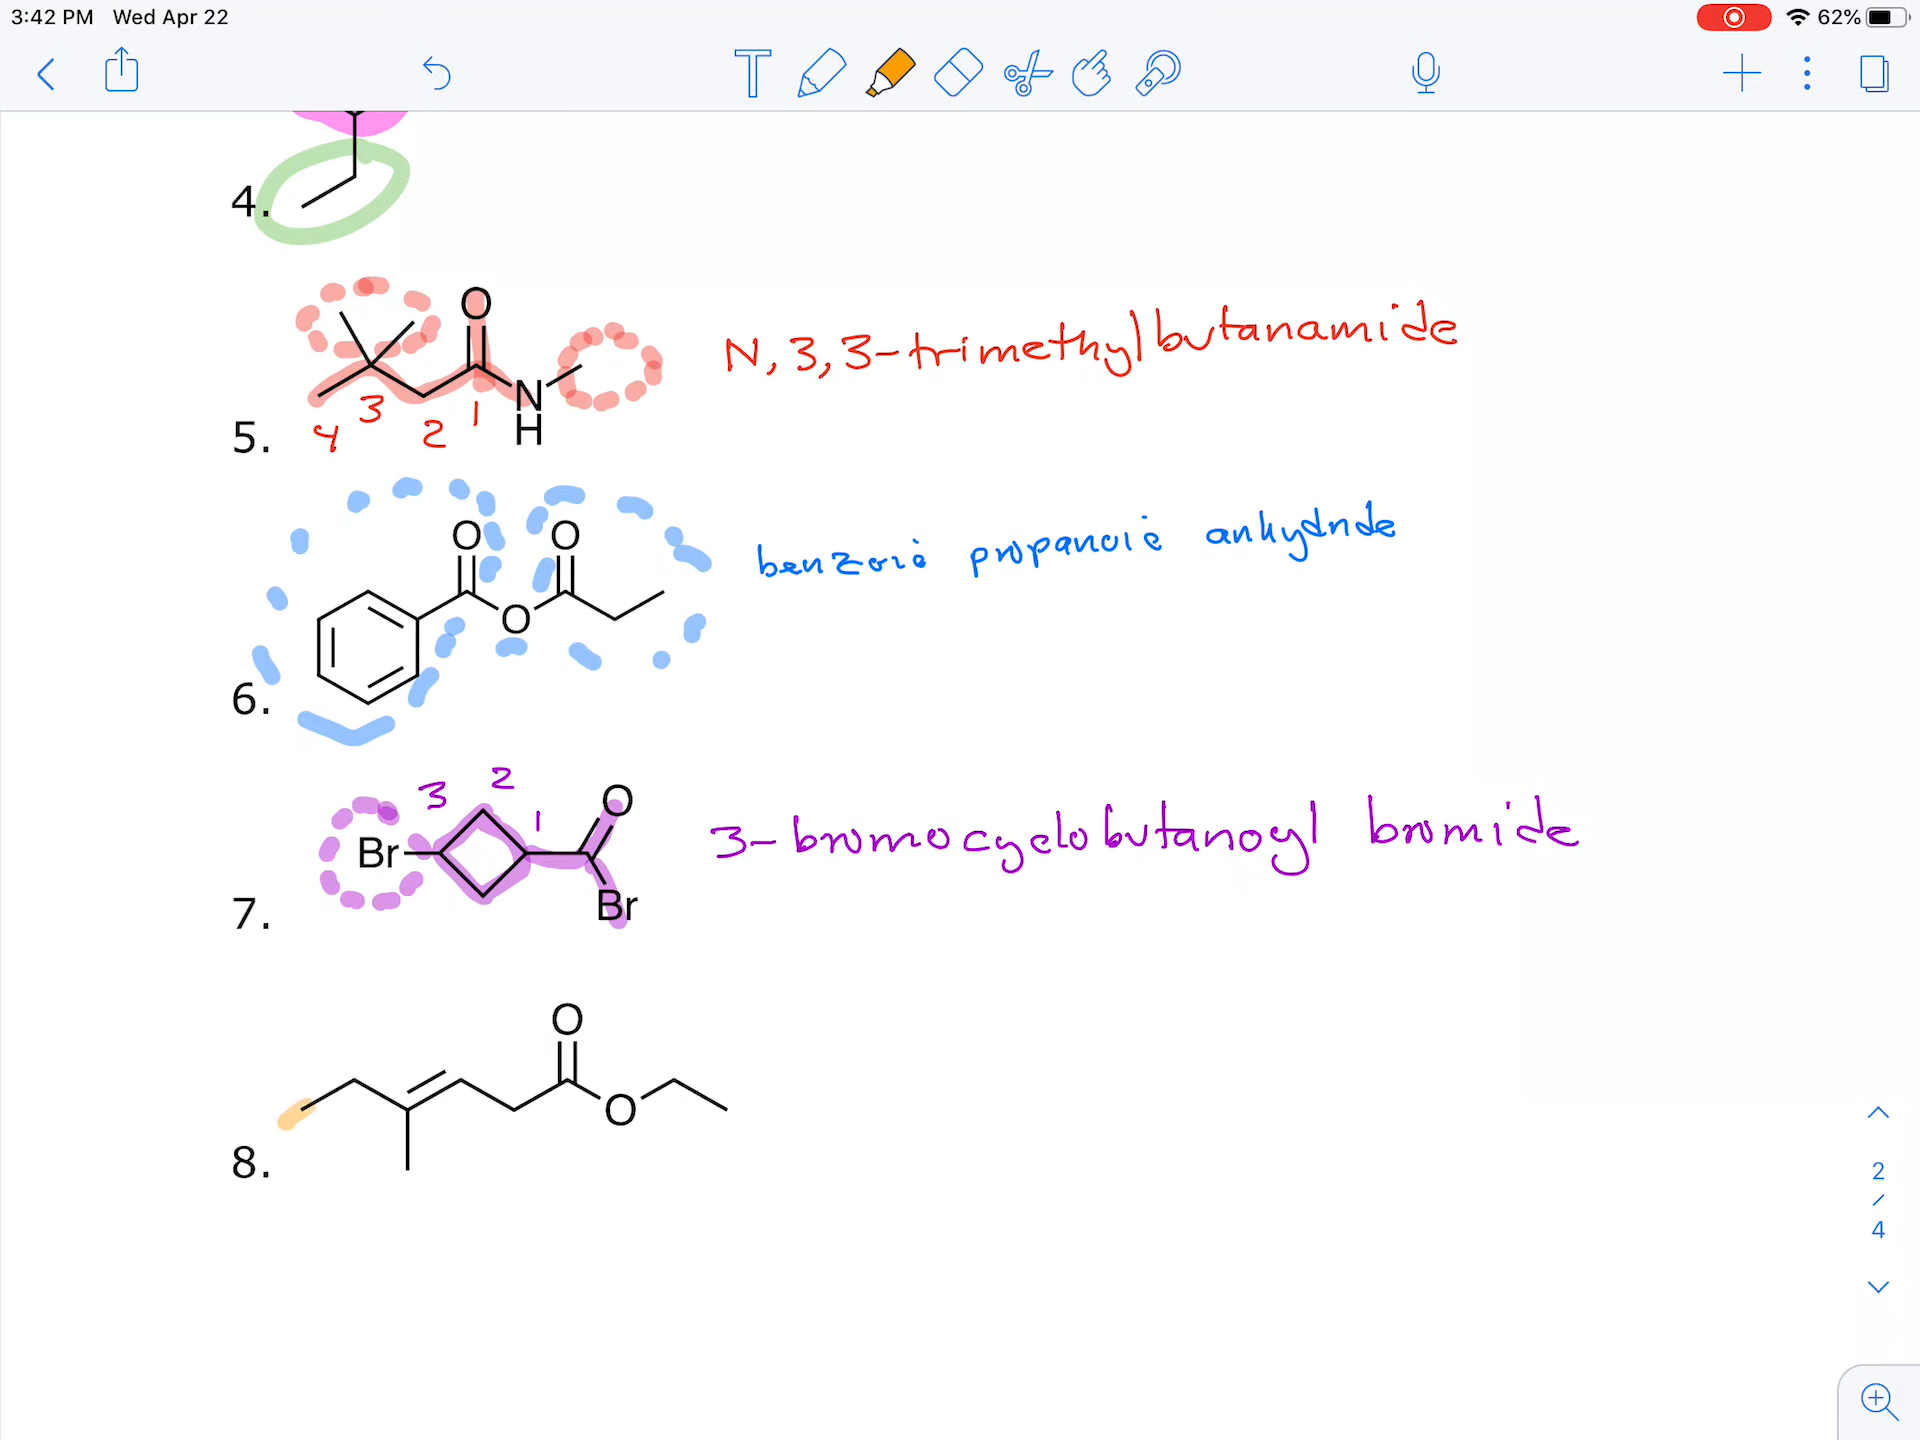 3:42 PM Wed Apr 22 62%
T
4.
O
N
H
4 3 2 1
5.
N,3,3-trimethylbutanamide
O O
O
6.
benzoic propanoic anhydride
3 2 1
O
Br
Br
7.
3-bromocyclobutanoyl bromide
O
O
8.
2
/
4